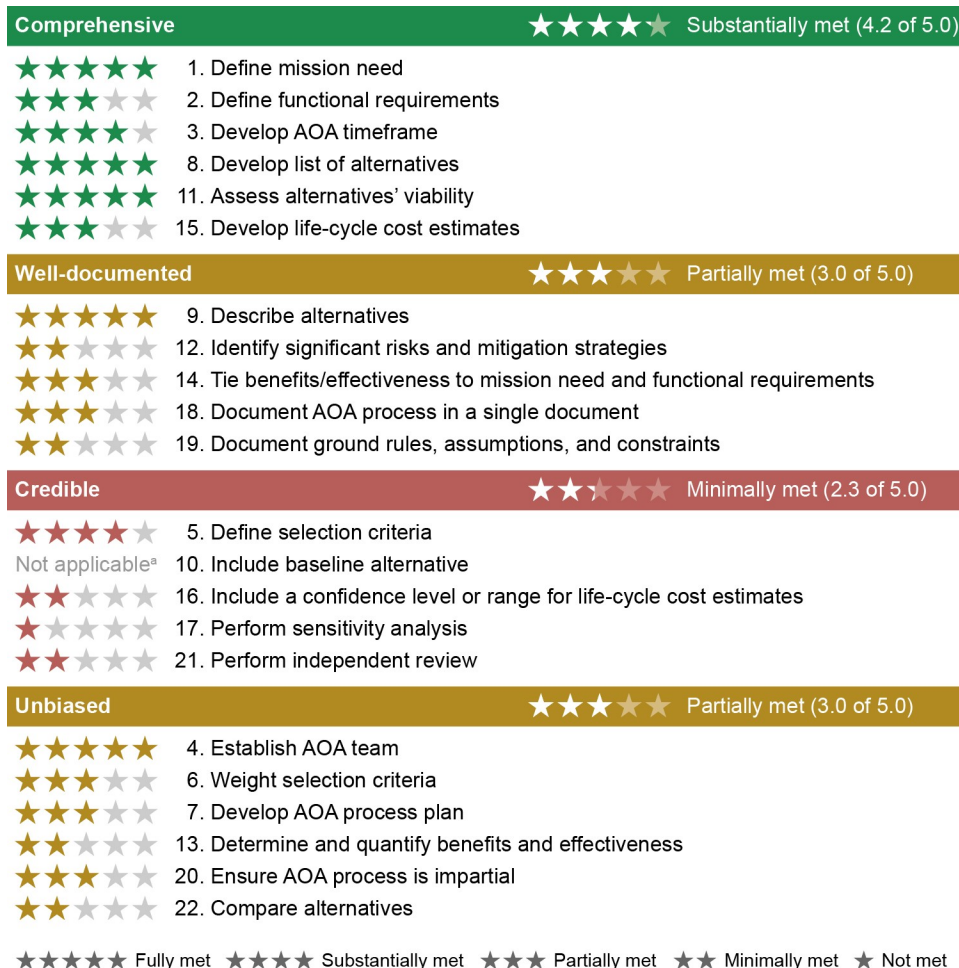 Comprehensive Substantially met (4.2 of 5.0)
1. Define mission need
2. Define functional requirements
3. Develop AOA timeframe
8. Develop list of alternatives
11. Assess alternatives’ viability
15. Develop life-cycle cost estimates
Well-documented Partially met (3.0 of 5.0)
9. Describe alternatives
12. Identify significant risks and mitigation strategies
14. Tie benefits/effectiveness to mission need and functional requirements
18. Document AOA process in a single document
19. Document ground rules, assumptions, and constraints
Credible Minimally met (2.3 of 5.0)
5. Define selection criteria
Not applicableª 10. Include baseline alternative
16. Include a confidence level or range for life-cycle cost estimates
17. Perform sensitivity analysis
21. Perform independent review
Unbiased Partially met (3.0 of 5.0)
4. Establish AOA team
6. Weight selection criteria
7. Develop AOA process plan
13. Determine and quantify benefits and effectiveness
20. Ensure AOA process is impartial
22. Compare alternatives
Fully met Substantially met Partially met Minimally met Not met